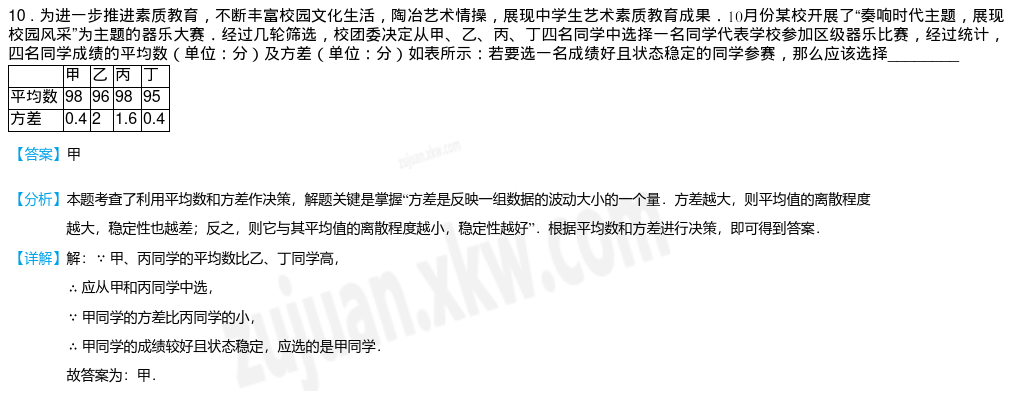 10．为进一步推进素质教育，不断丰富校园文化生活，陶冶艺术情操，展现中学生艺术素质教育成果．10月份某校开展了“奏响时代主题，展现
校园风采”为主题的器乐大赛．经过几轮筛选，校团委决定从甲、乙、丙、丁四名同学中选择一名同学代表学校参加区级器乐比赛，经过统计，
四名同学成绩的平均数（单位：分）及方差（单位：分）如表所示：若要选一名成绩好且状态稳定的同学参赛，那么应该选择_________
甲 乙 丙 丁
平均数 98 96 98 95
方差 0.4 2 1.6 0.4
【答案】甲
【分析】本题考查了利用平均数和方差作决策，解题关键是掌握“方差是反映一组数据的波动大小的一个量．方差越大，则平均值的离散程度
越大，稳定性也越差；反之，则它与其平均值的离散程度越小，稳定性越好”．根据平均数和方差进行决策，即可得到答案．
【详解】解：∵ 甲、丙同学的平均数比乙、丁同学高，
∴ 应从甲和丙同学中选，
∵ 甲同学的方差比丙同学的小，
∴ 甲同学的成绩较好且状态稳定，应选的是甲同学．
故答案为：甲．
zujuan.xkw.com
zujuan.xkw.com